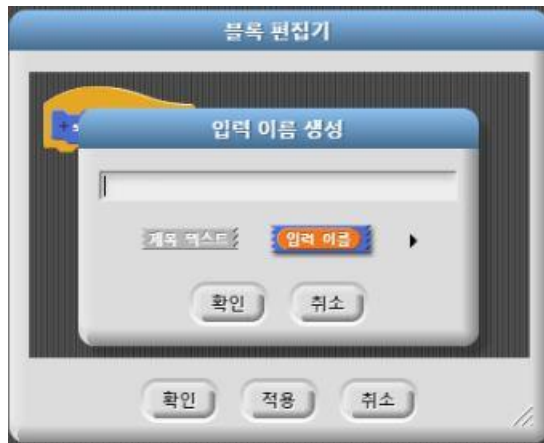 블록 편집기
입력 이름 생성
제목 텍스트 입력 이름
확인 취소
확인 적용 취소